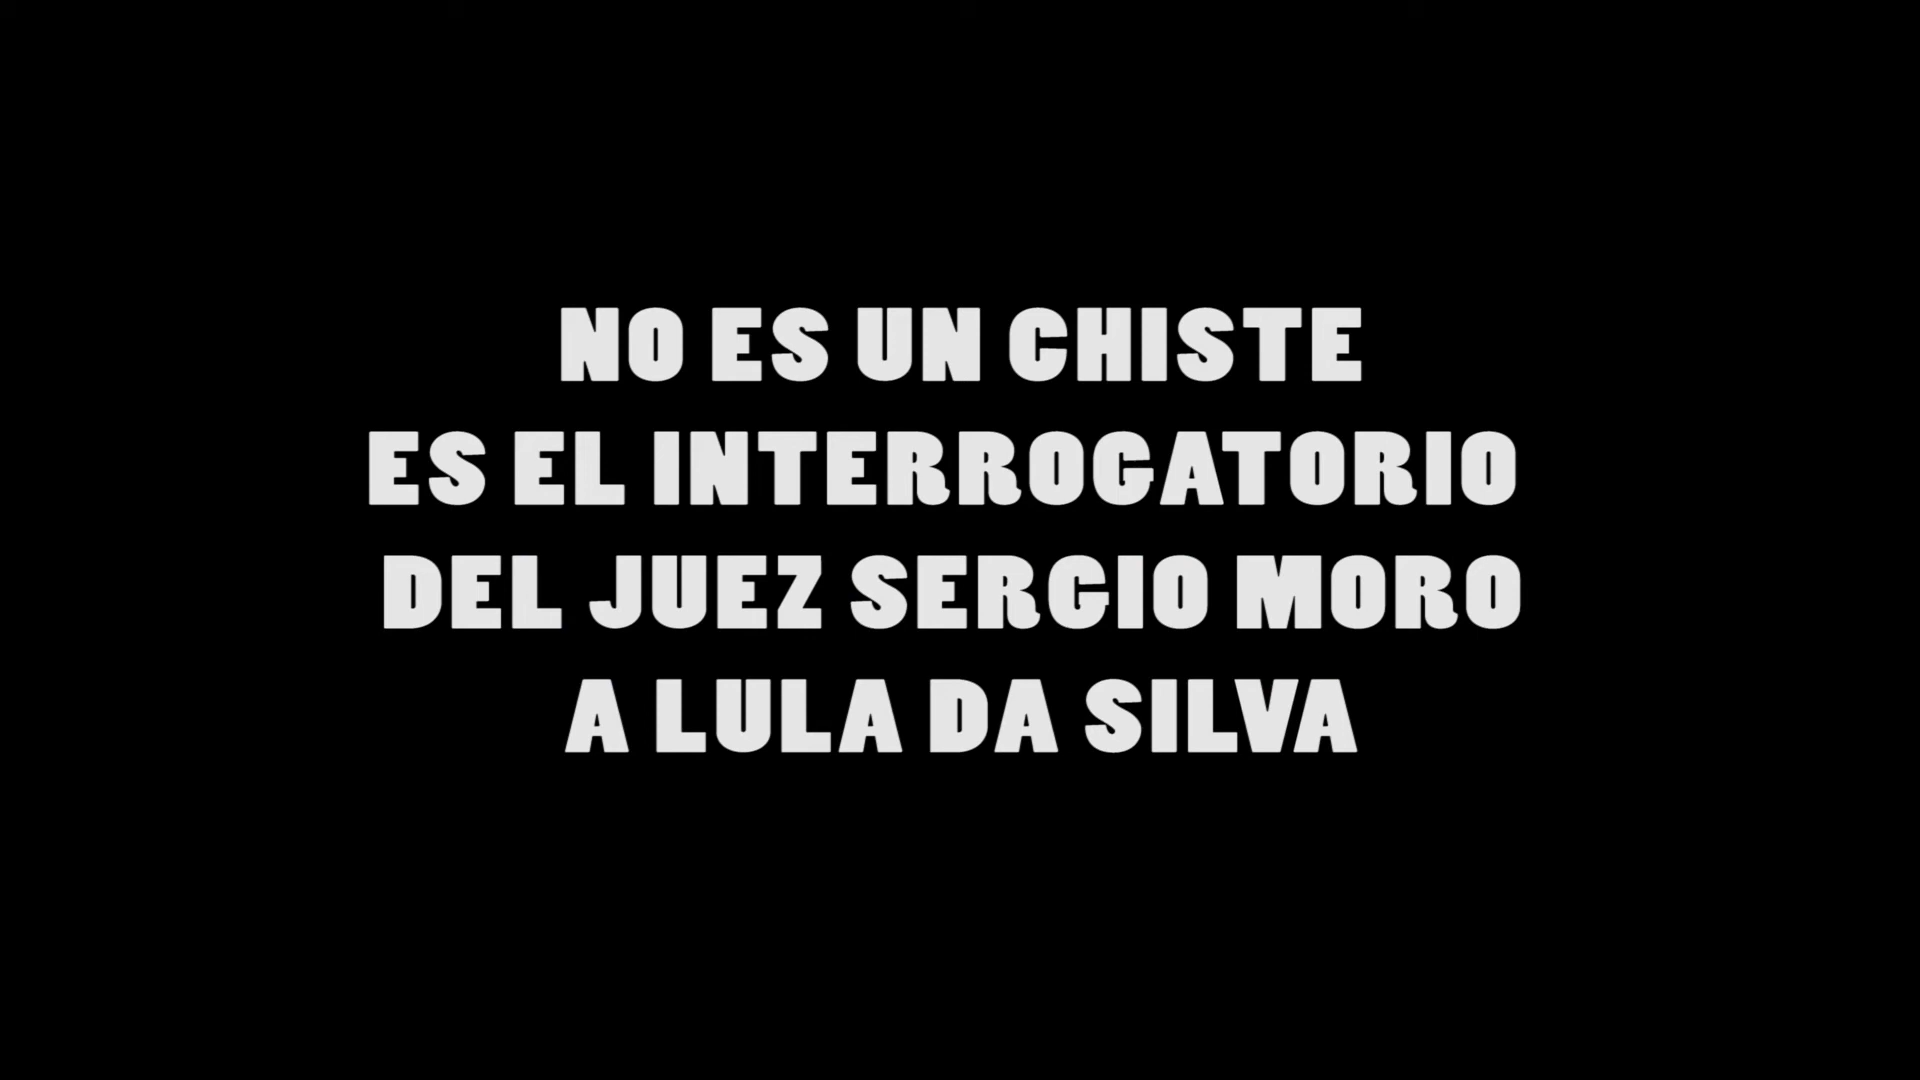 NO ES UN CHISTE
ES EL INTERROGATORIO
DEL JUEZ SERGIO MORO
A LULA DA SILVA